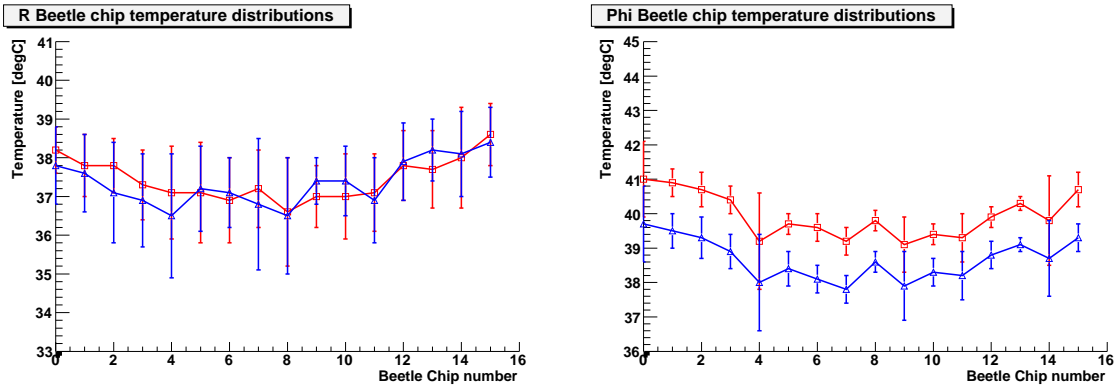 R Beetle chip temperature distributions
Temperature [degC]
41
40
39
38
37
36
35
34
33
0 2 4 6 8 10 12 14 16
Beetle Chip number
Phi Beetle chip temperature distributions
Temperature [degC]
45
44
43
42
41
40
39
38
37
36
0 2 4 6 8 10 12 14 16
Beetle Chip number